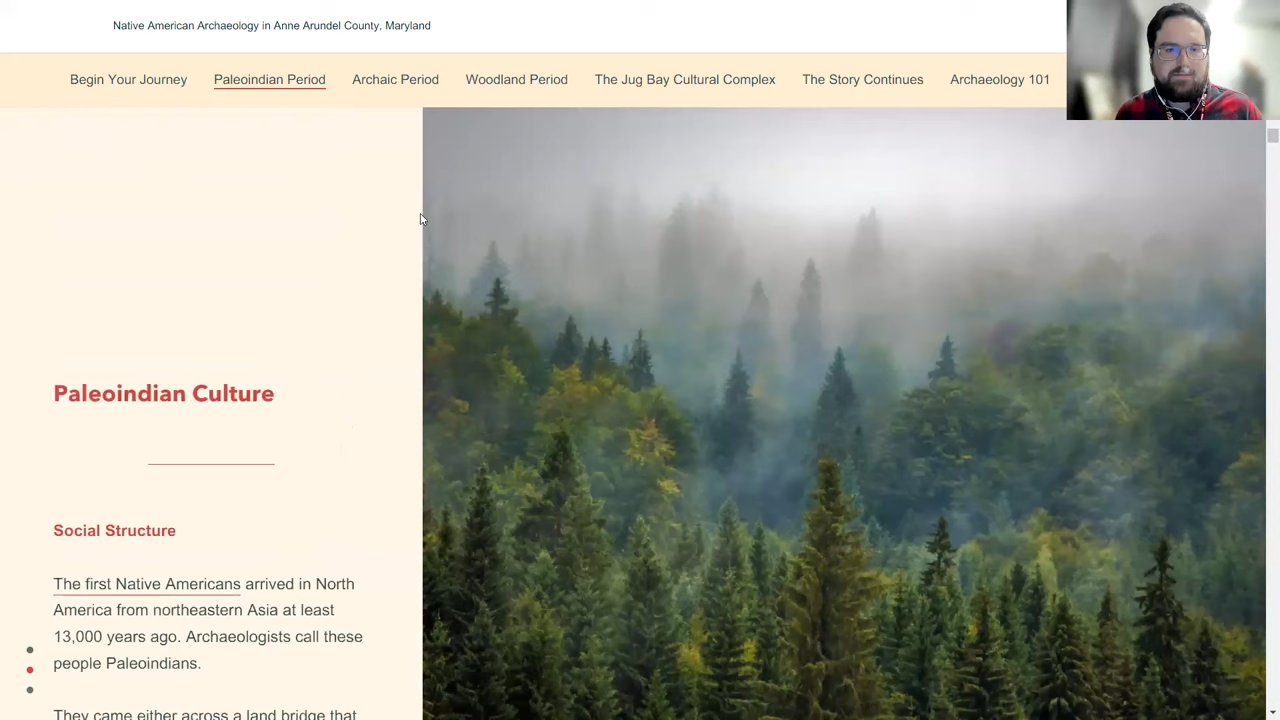 Native American Archaeology in Anne Arundel County, Maryland
Begin Your Journey Paleoindian Period Archaic Period Woodland Period The Jug Bay Cultural Complex The Story Continues Archaeology 101
Paleoindian Culture
Social Structure
The first Native Americans arrived in North
America from northeastern Asia at least
13,000 years ago. Archaeologists call these
people Paleoindians.
They came either across a land bridge that